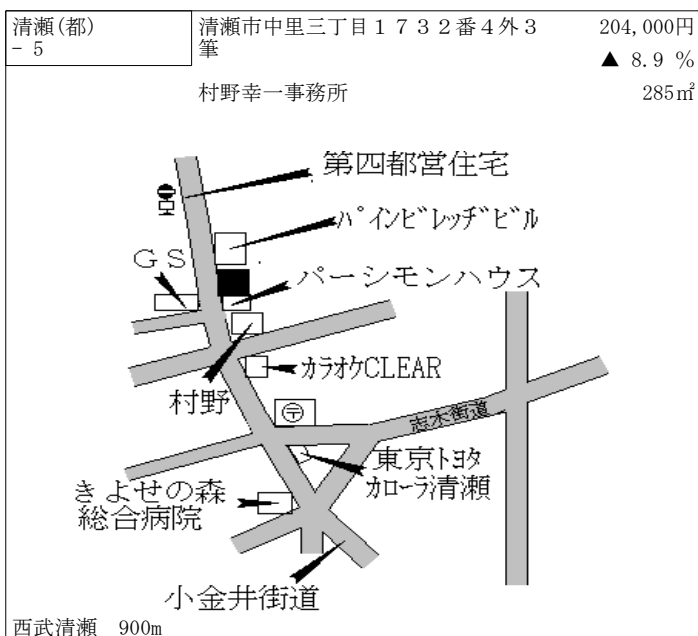 清瀬(都)
- 5
清瀬市中里三丁目１７３２番４外３
筆
204,000円
▲ 8.9 %
村野幸一事務所
285㎡
第四都営住宅
ﾊﾟｲﾝﾋﾞﾚｯﾁﾞﾋﾞﾙ
ＧＳ
パーシモンハウス
村野
ｶﾗｵｹCLEAR
〒
志木街道
東京ﾄﾖﾀ
ｶﾛｰﾗ清瀬
きよせの森
総合病院
小金井街道
西武清瀬　900m